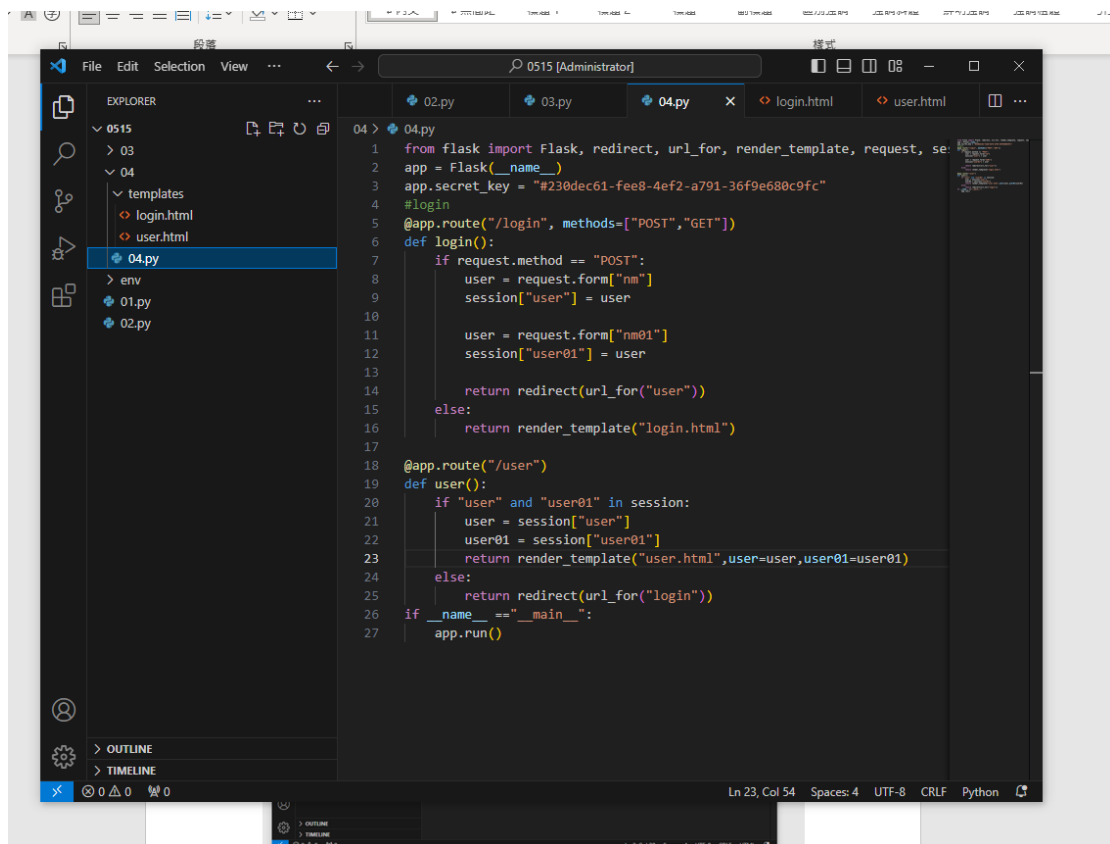 段落
樣式
File Edit Selection View ··· 0515 [Administrator]
EXPLORER ···
02.py 03.py 04.py login.html user.html ···
0515
03
04
templates
login.html
user.html
04.py
env
01.py
02.py
04 > 04.py
1 from flask import Flask, redirect, url_for, render_template, request, ses
2 app = Flask(__name__)
3 app.secret_key = "#230dec61-fee8-4ef2-a791-36f9e680c9fc"
4 #login
5 @app.route("/login", methods=["POST","GET"])
6 def login():
7 if request.method == "POST":
8 user = request.form["nm"]
9 session["user"] = user
10
11 user = request.form["nm01"]
12 session["user01"] = user
13
14 return redirect(url_for("user"))
15 else:
16 return render_template("login.html")
17
18 @app.route("/user")
19 def user():
20 if "user" and "user01" in session:
21 user = session["user"]
22 user01 = session["user01"]
23 return render_template("user.html",user=user,user01=user01)
24 else:
25 return redirect(url_for("login"))
26 if __name__ =="__main__":
27 app.run()
OUTLINE
TIMELINE
0 0 0 Ln 23, Col 54 Spaces: 4 UTF-8 CRLF Python
OUTLINE
TIMELINE